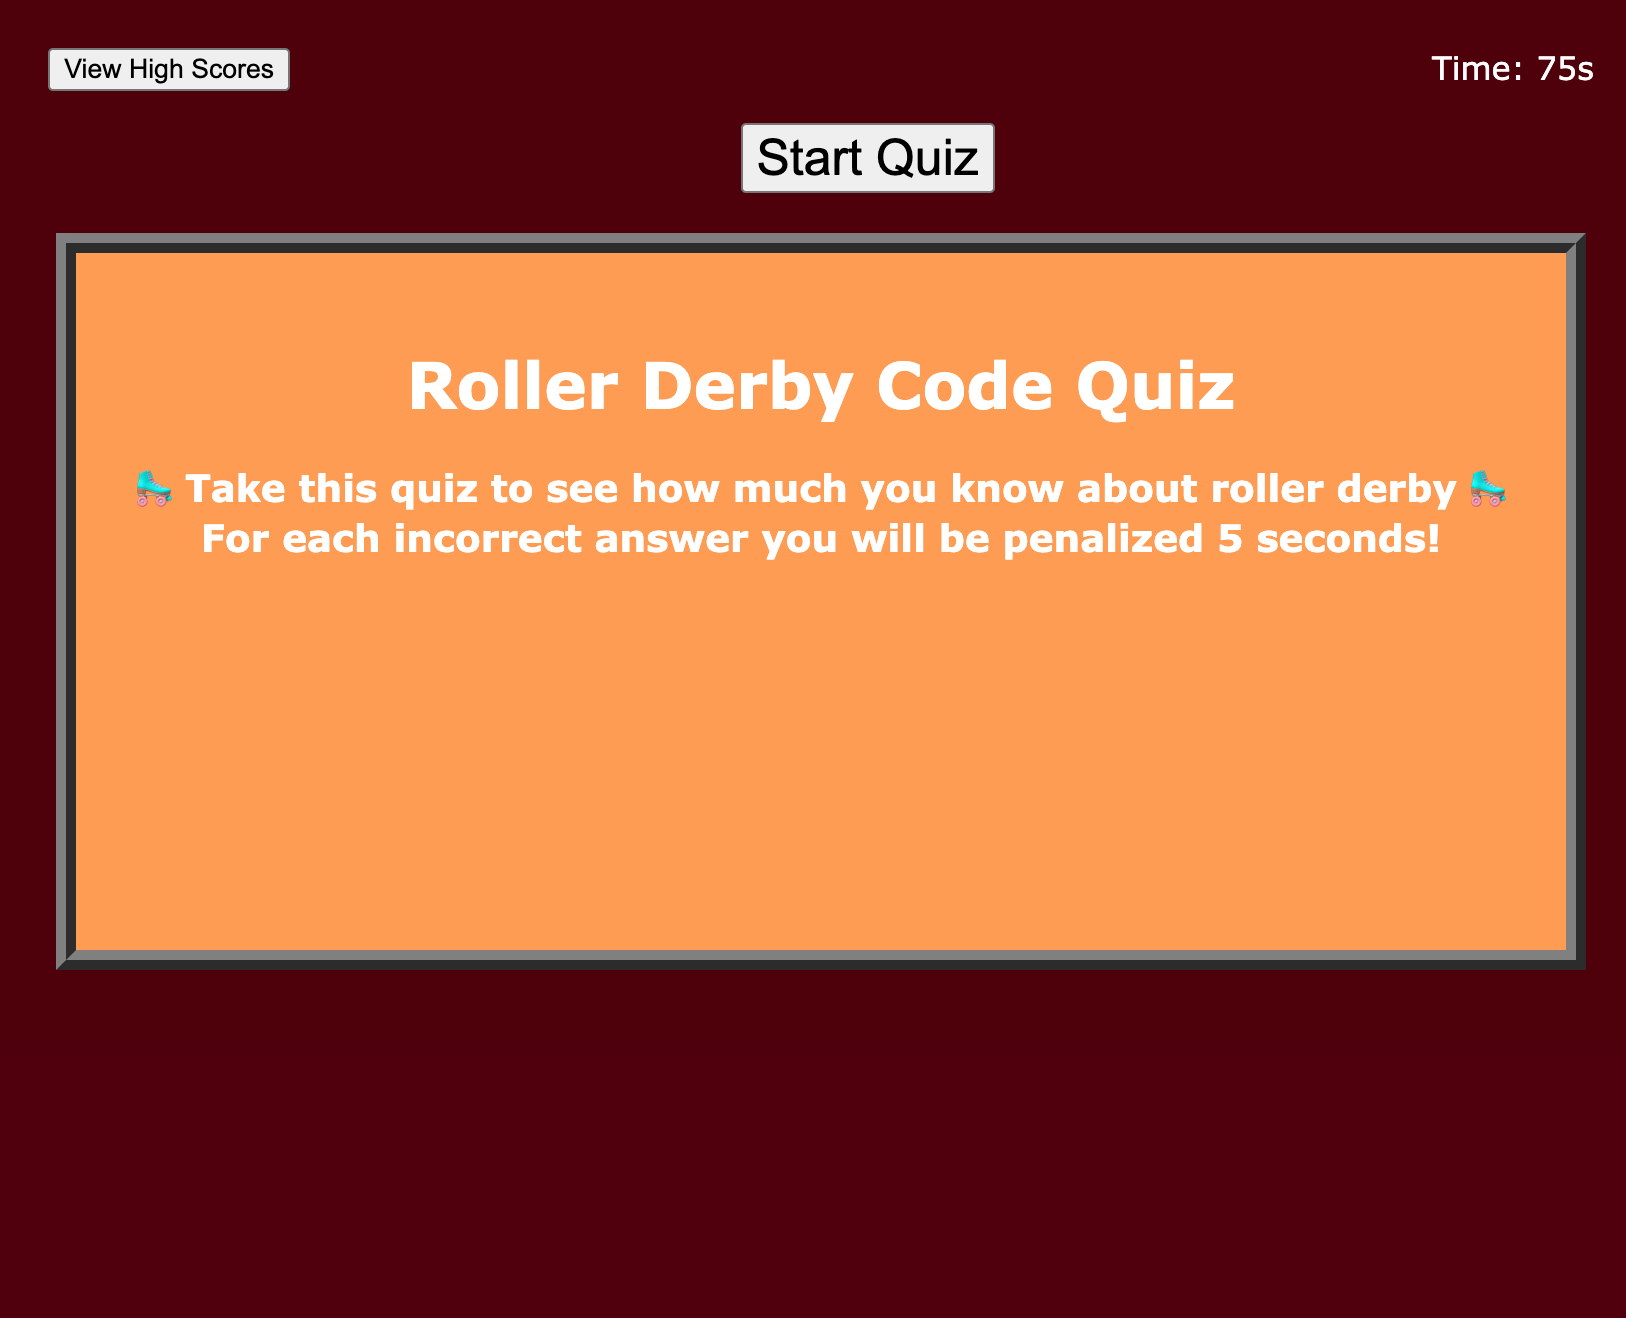 View High Scores
Time: 75s
Start Quiz
Roller Derby Code Quiz
🛼 Take this quiz to see how much you know about roller derby 🛼
For each incorrect answer you will be penalized 5 seconds!